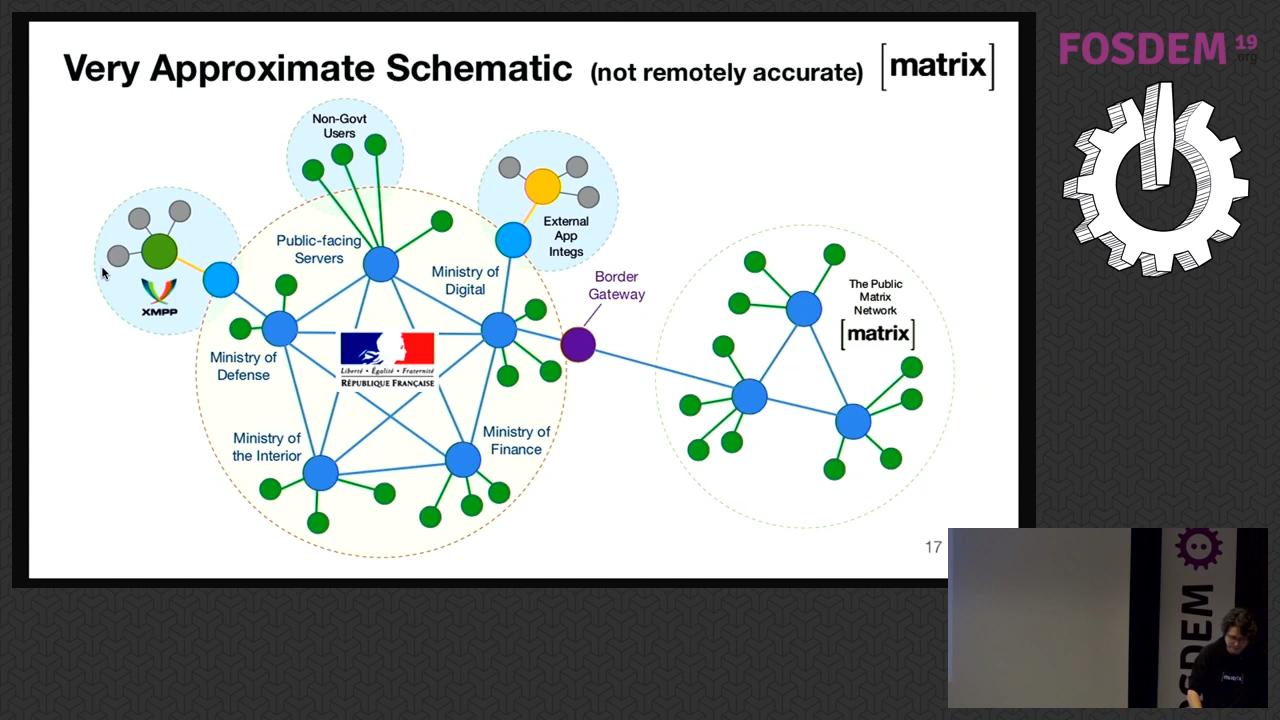 Very Approximate Schematic (not remotely accurate)
[matrix]
FOSDEM 19
.org
Non-Govt
Users
External
App
Integs
Public-facing
Servers
Ministry of
Digital
Border
Gateway
XMPP
The Public
Matrix
Network
[matrix]
Liberté • Égalité • Fraternité
RÉPUBLIQUE FRANÇAISE
Ministry of
Defense
Ministry of
the Interior
Ministry of
Finance
17
SDEM
[matrix]